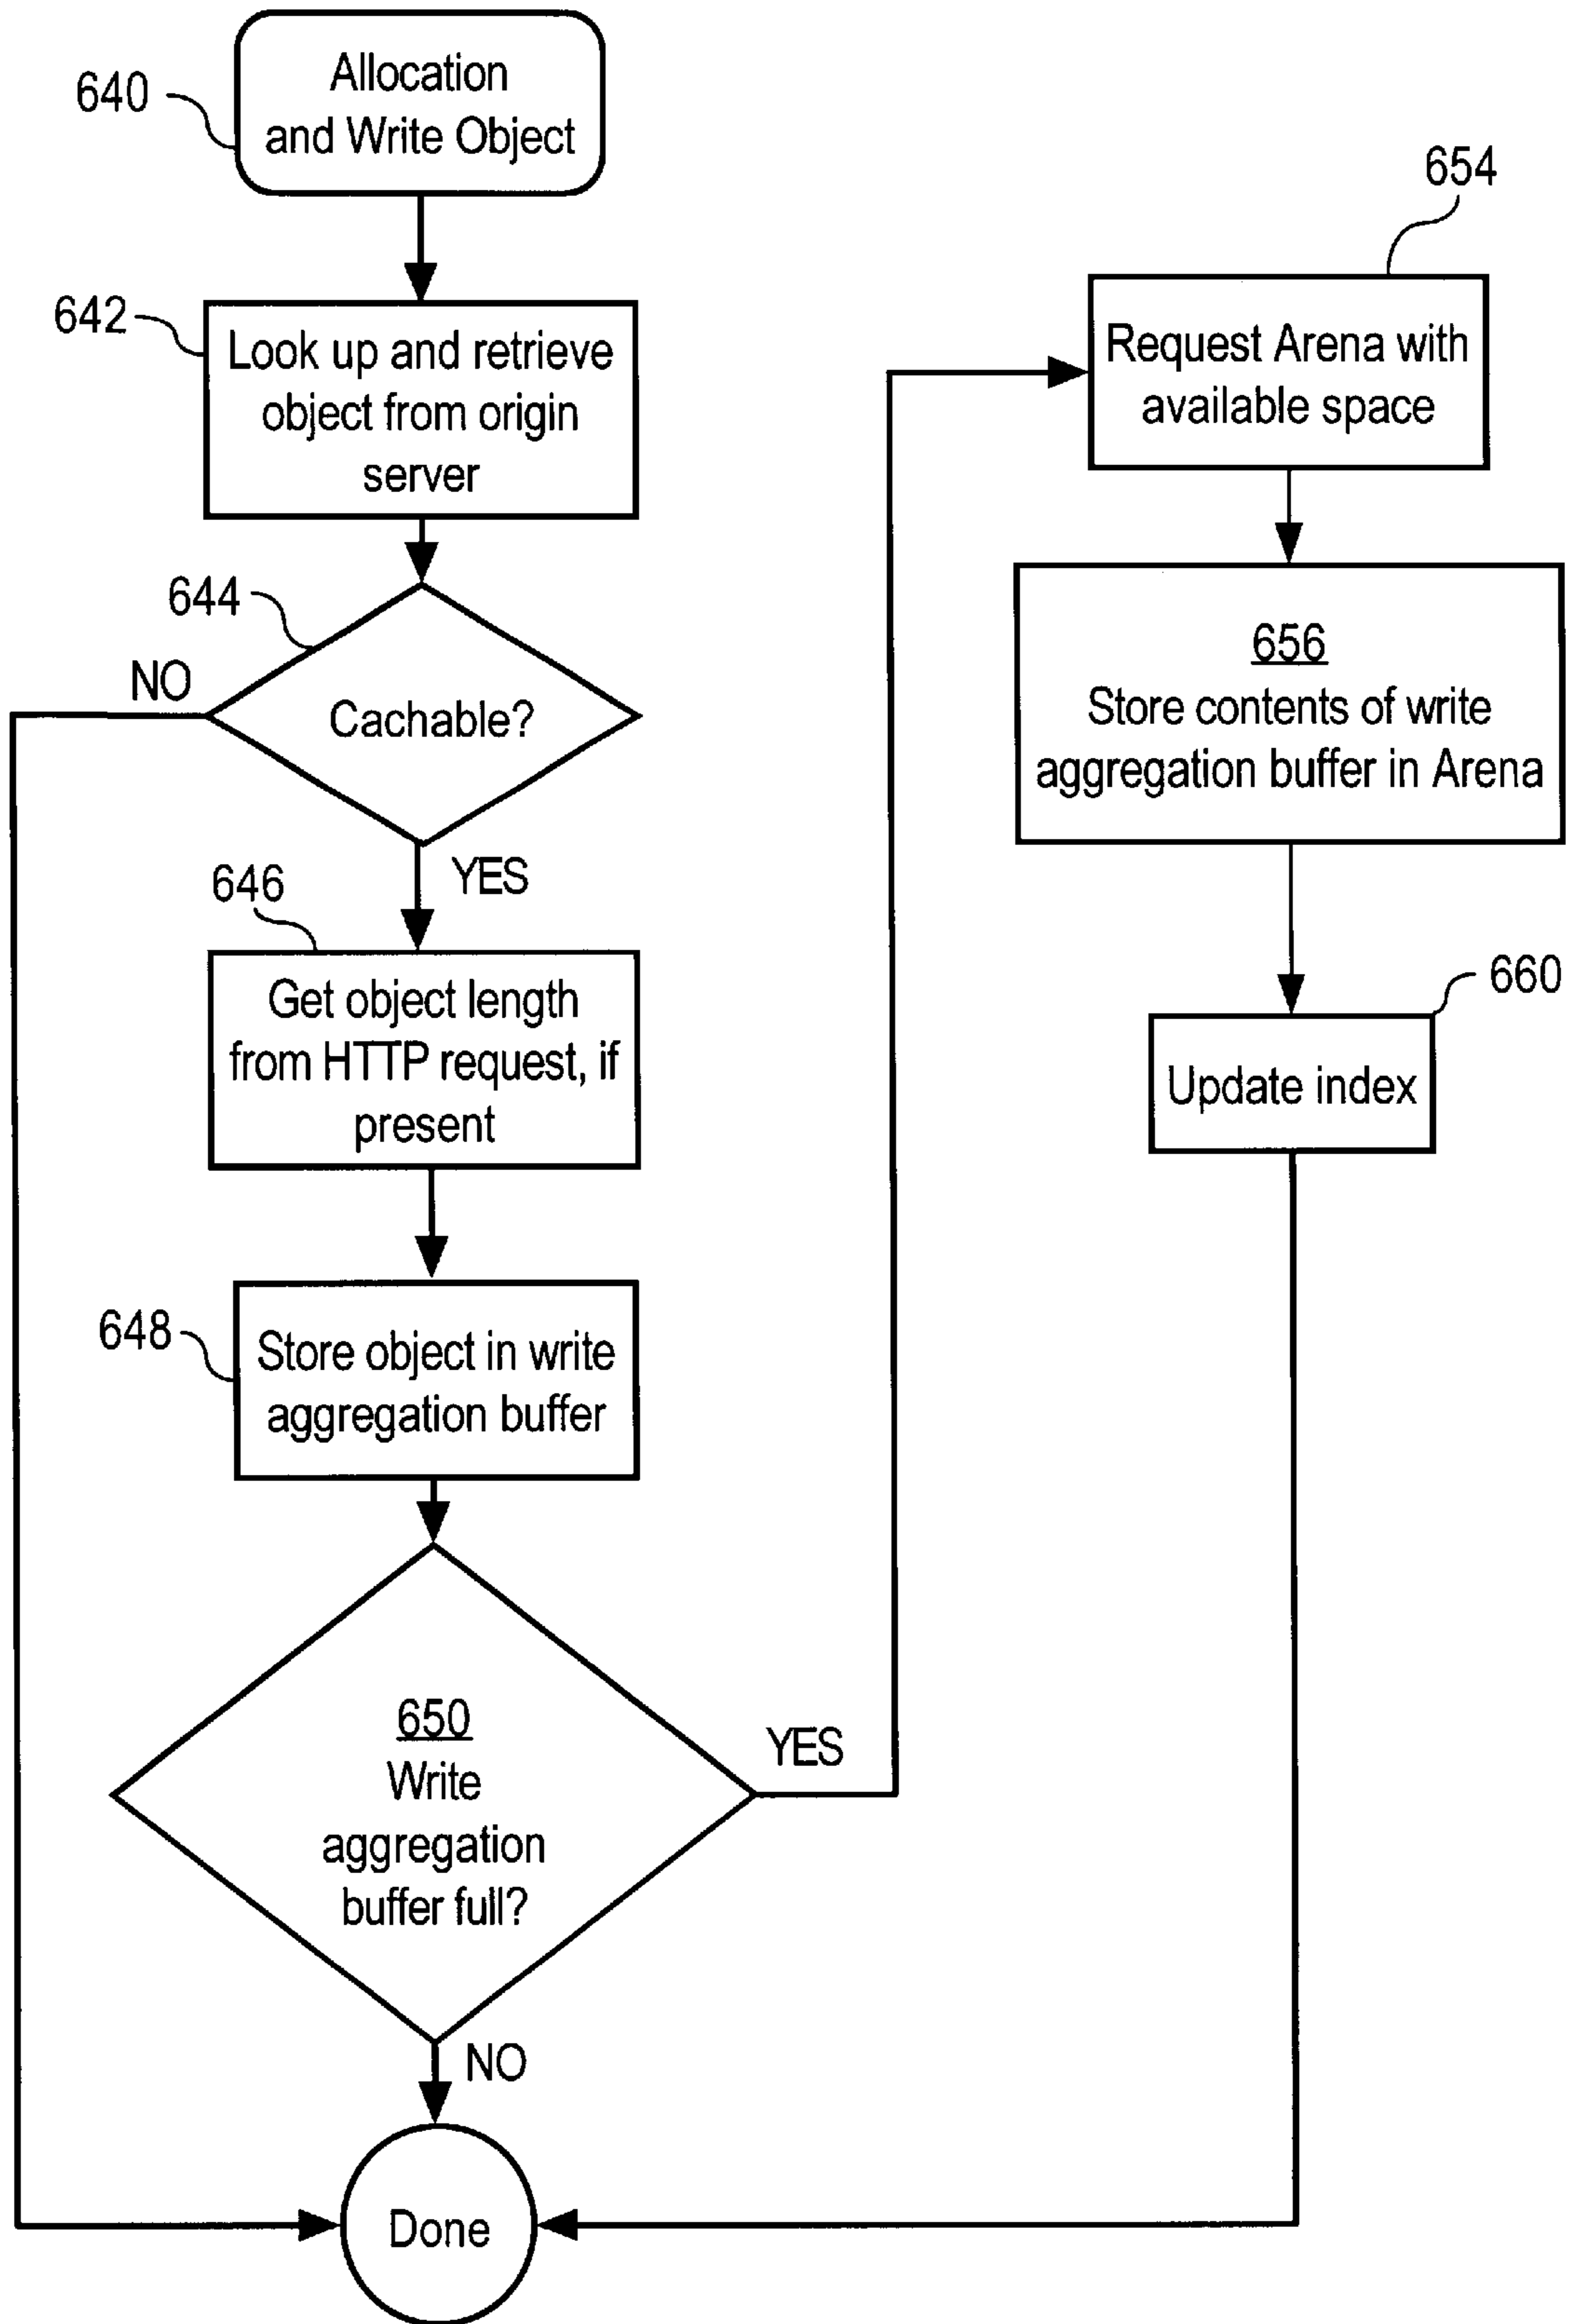 Allocation
and Write Object
640
642
Look up and retrieve
object from origin
server
644
NO
Cachable?
YES
646
Get object length
from HTTP request, if
present
648
Store object in write
aggregation buffer
650
Write
aggregation
buffer full?
YES
NO
Done
654
Request Arena with
available space
656
Store contents of write
aggregation buffer in Arena
660
Update index